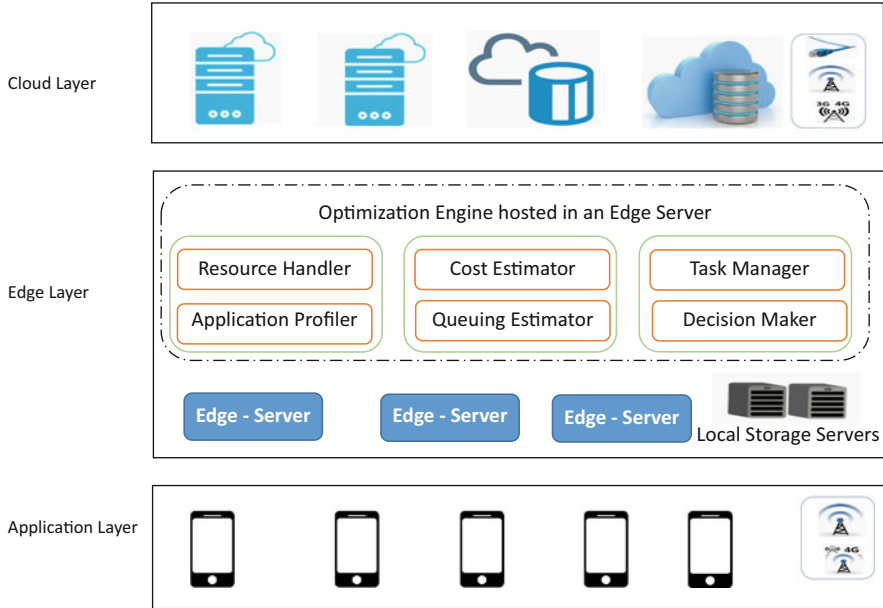 Cloud Layer
3G 4G
Optimization Engine hosted in an Edge Server
Resource Handler
Cost Estimator
Task Manager
Edge Layer
Application Profiler
Queuing Estimator
Decision Maker
Edge - Server
Edge - Server
Edge - Server
Local Storage Servers
Application Layer
4G